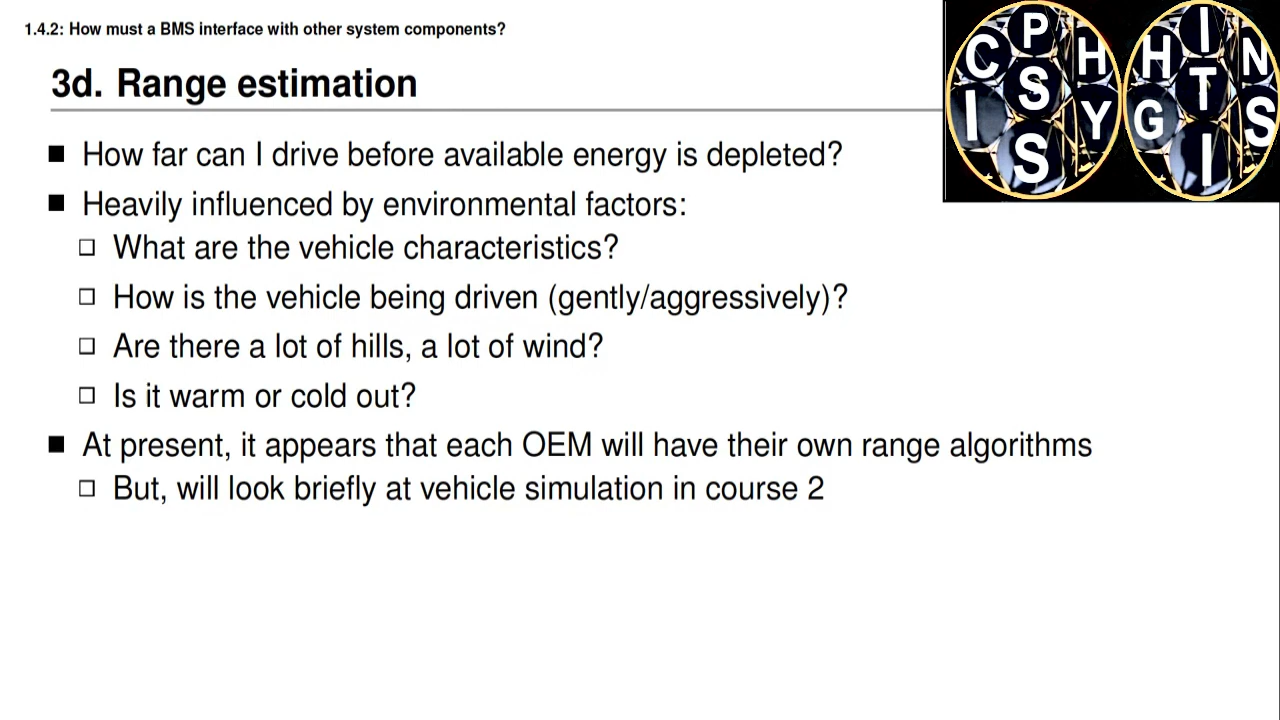 1.4.2: How must a BMS interface with other system components?
3d. Range estimation
How far can I drive before available energy is depleted?
Heavily influenced by environmental factors:
What are the vehicle characteristics?
How is the vehicle being driven (gently/aggressively)?
Are there a lot of hills, a lot of wind?
Is it warm or cold out?
At present, it appears that each OEM will have their own range algorithms
But, will look briefly at vehicle simulation in course 2
C P H
I S Y
S
H I N
G T S
I